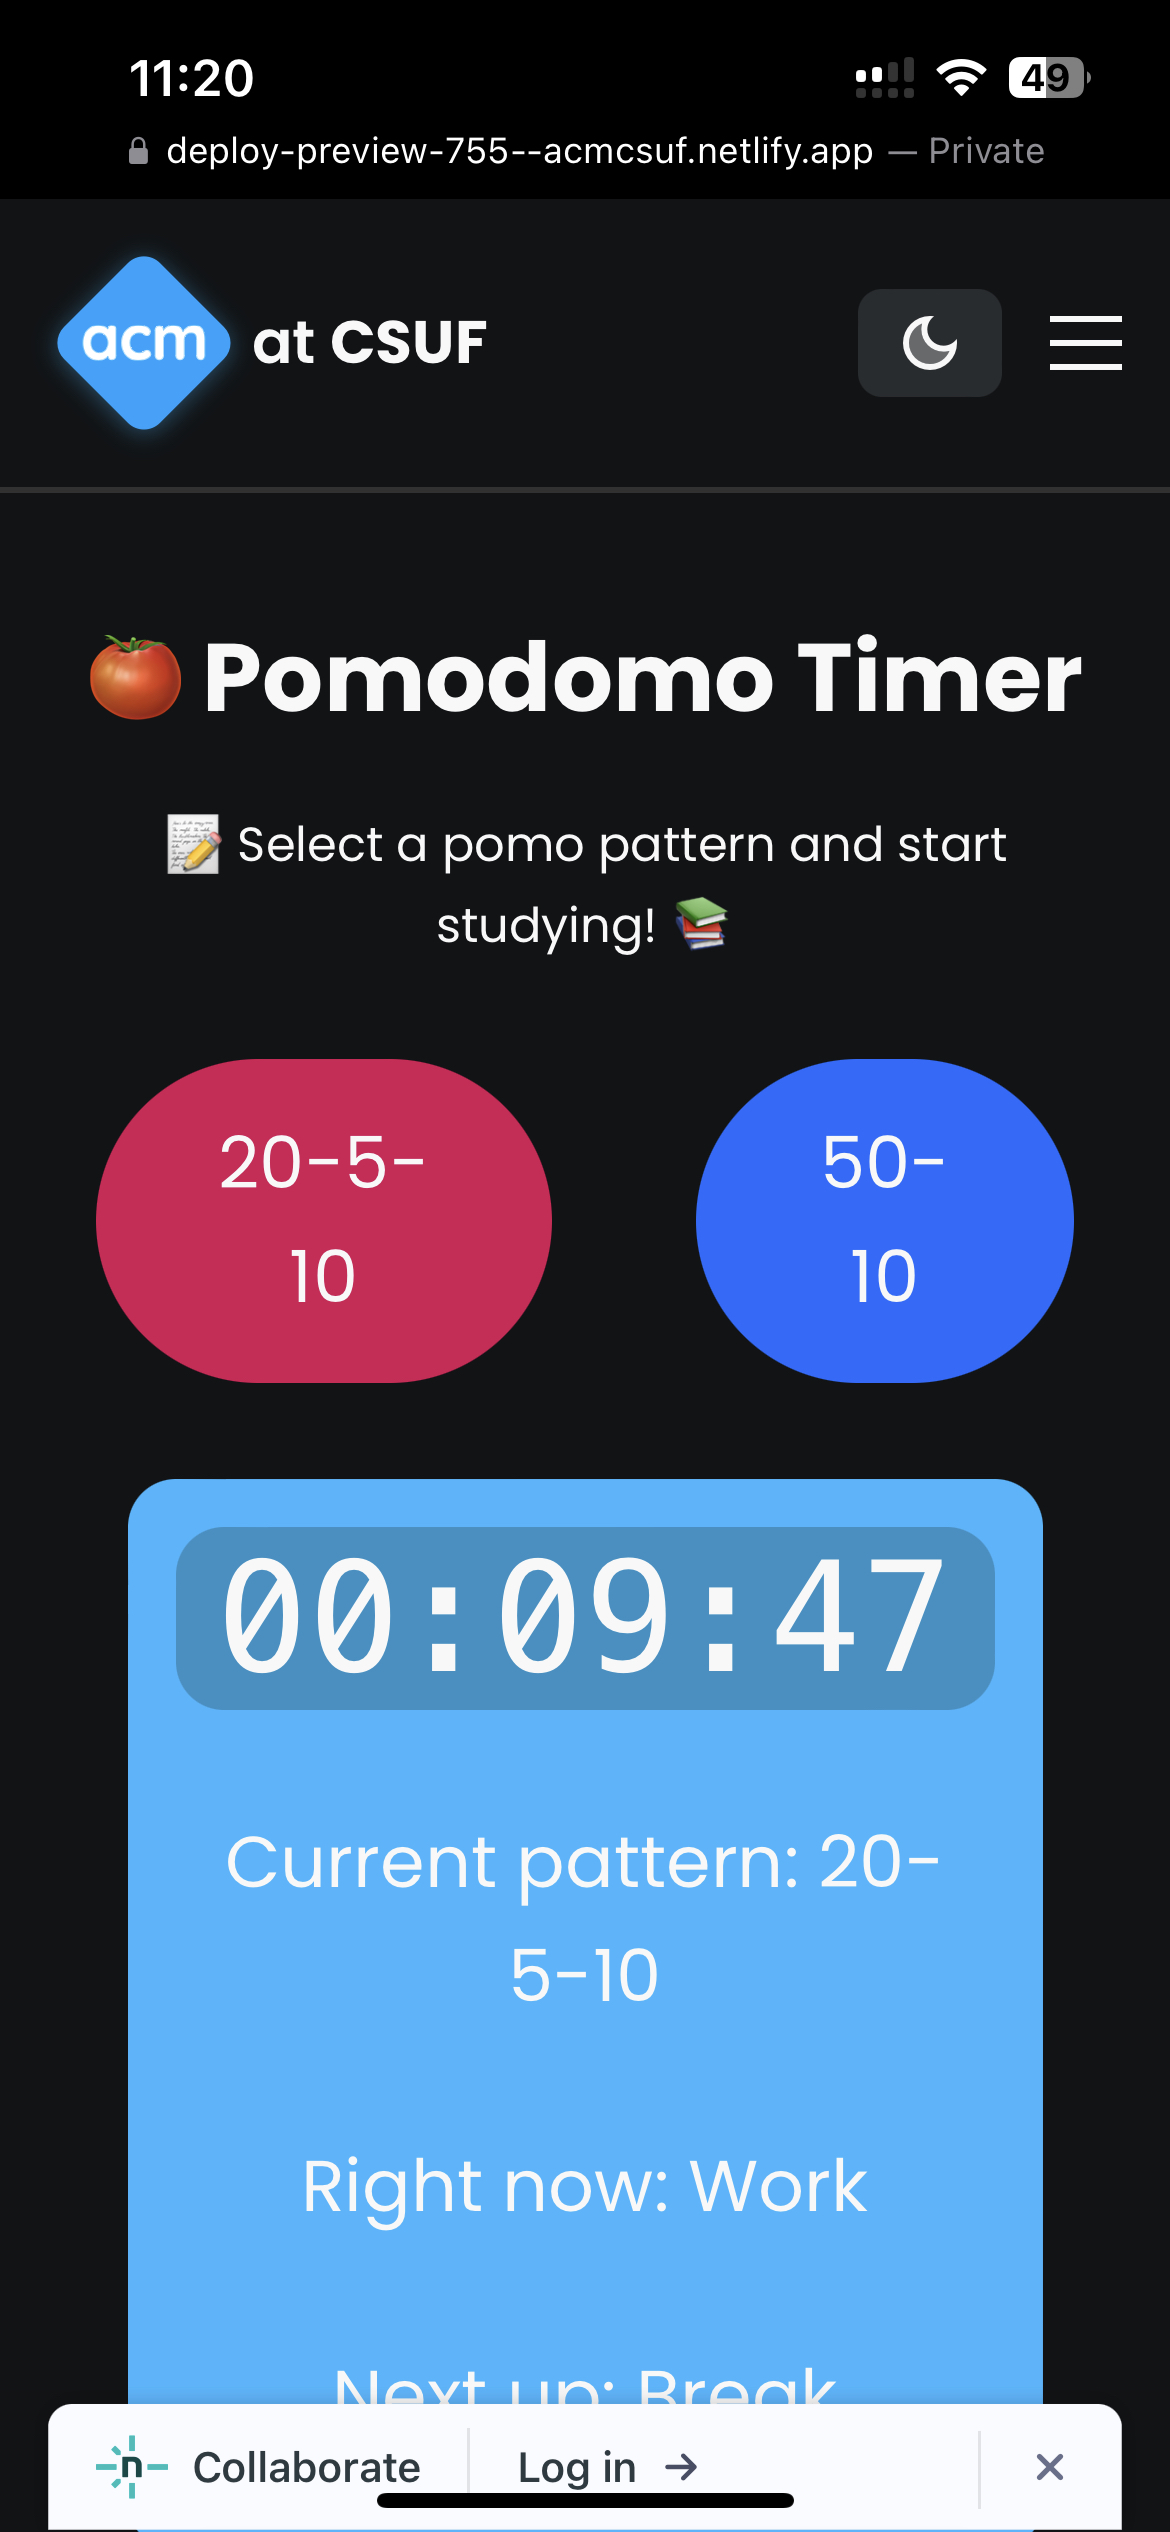 11:20
49
deploy-preview-755--acmcsuf.netlify.app — Private
acm at CSUF
🍅 Pomodomo Timer
📝 Select a pomo pattern and start
studying! 📚
20-5-
10
50-
10
00:09:47
Current pattern: 20-
5-10
Right now: Work
Next up: Break
Collaborate
Log in →